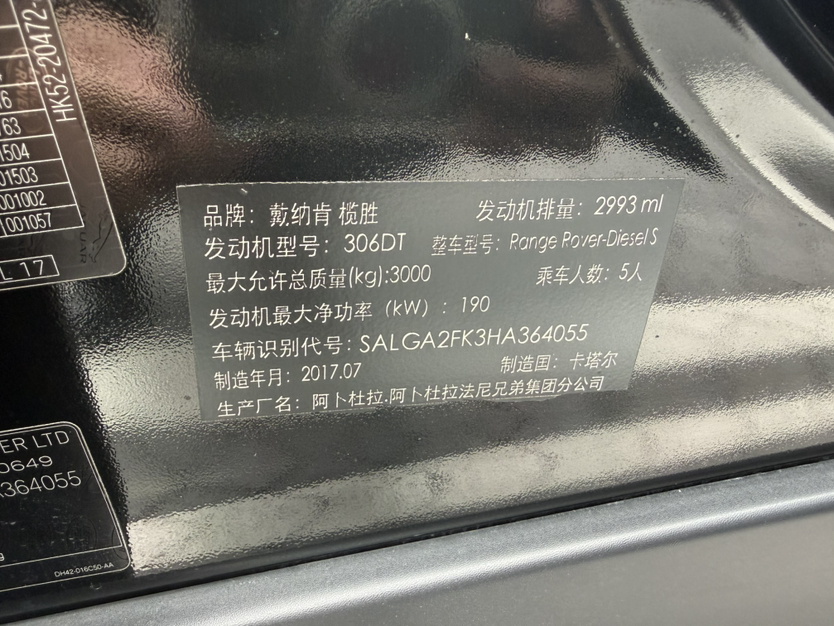 HK52-20472-
6
63
1504
01503
001002
001057
L 17
品牌：戴纳肯 榄胜 发动机排量：2993 ml
发动机型号：306DT 整车型号：Range Rover-Diesel S
最大允许总质量(kg):3000 乘车人数：5人
发动机最大净功率（kW）：190
车辆识别代号：SALGA2FK3HA364055
制造年月：2017.07 制造国：卡塔尔
生产厂名：阿卜杜拉.阿卜杜拉法尼兄弟集团分公司
ER LTD
0649
A364055
9
DH42-016C50-AA